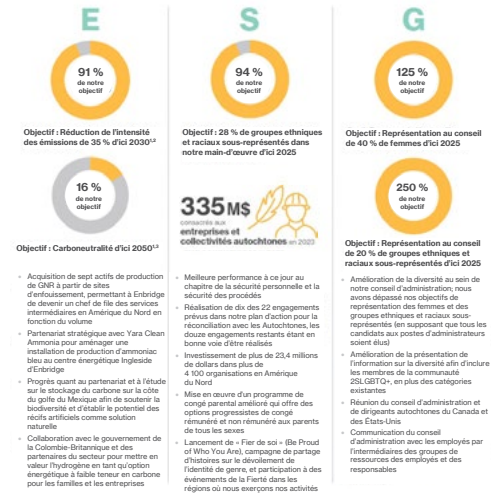 E
91 %
de notre
objectif
Objectif : Réduction de l'intensité
des émissions de 35 % d'ici 2030¹,²
16 %
de notre
objectif
Objectif : Carboneutralité d'ici 2050¹,³
Acquisition de sept actifs de production
de GNR à partir de sites
d'enfouissement, permettant à Enbridge
de devenir un chef de file des services
intermédiaires en Amérique du Nord en
fonction du volume
Partenariat stratégique avec Yara Clean
Ammonia pour aménager une
installation de production d'ammoniac
bleu au centre énergétique Ingleside
d'Enbridge
Progrès quant au partenariat et à l'étude
sur le stockage du carbone sur la côte
du golfe du Mexique afin de soutenir la
biodiversité et d'établir le potentiel des
récifs artificiels comme solution
naturelle
Collaboration avec le gouvernement de
la Colombie-Britannique et des
partenaires du secteur pour mettre en
valeur l'hydrogène en tant qu'option
énergétique à faible teneur en carbone
pour les familles et les entreprises
S
94 %
de notre
objectif
Objectif : 28 % de groupes ethniques
et raciaux sous-représentés dans
notre main-d'œuvre d'ici 2025
335 M$
consacrés aux
entreprises et
collectivités autochtones en 2023
Meilleure performance à ce jour au
chapitre de la sécurité personnelle et la
sécurité des procédés
Réalisation de dix des 22 engagements
prévus dans notre plan d'action pour la
réconciliation avec les Autochtones, les
douze engagements restants étant en
bonne voie d'être réalisés
Investissement de plus de 23,4 millions
de dollars dans plus de
4 100 organisations en Amérique
du Nord
Mise en œuvre d'un programme de
congé parental amélioré qui offre des
options progressistes de congé
rémunéré et non rémunéré aux parents
de tous les sexes
Lancement de « Fier de soi » (Be Proud
of Who You Are), campagne de partage
d'histoires sur le dévoilement de
l'identité de genre, et participation à des
événements de la Fierté dans les
régions où nous exerçons nos activités
G
125 %
de notre
objectif
Objectif : Représentation au conseil
de 40 % de femmes d'ici 2025
250 %
de notre
objectif
Objectif : Représentation au conseil
de 20 % de groupes ethniques et
raciaux sous-représentés d'ici 2025
Amélioration de la diversité au sein de
notre conseil d'administration; nous
avons dépassé nos objectifs de
représentation des femmes et des
groupes ethniques et raciaux sous-
représentés (en supposant que tous les
candidats aux postes d'administrateurs
soient élus)
Amélioration de la présentation de
l'information sur la diversité afin d'inclure
les membres de la communauté
2SLGBTQ+, en plus des catégories
existantes
Réunion du conseil d'administration et
de dirigeants autochtones du Canada et
des États-Unis
Communication du conseil
d'administration avec les employés par
l'intermédiaires des groupes de
ressources des employés et des
responsables